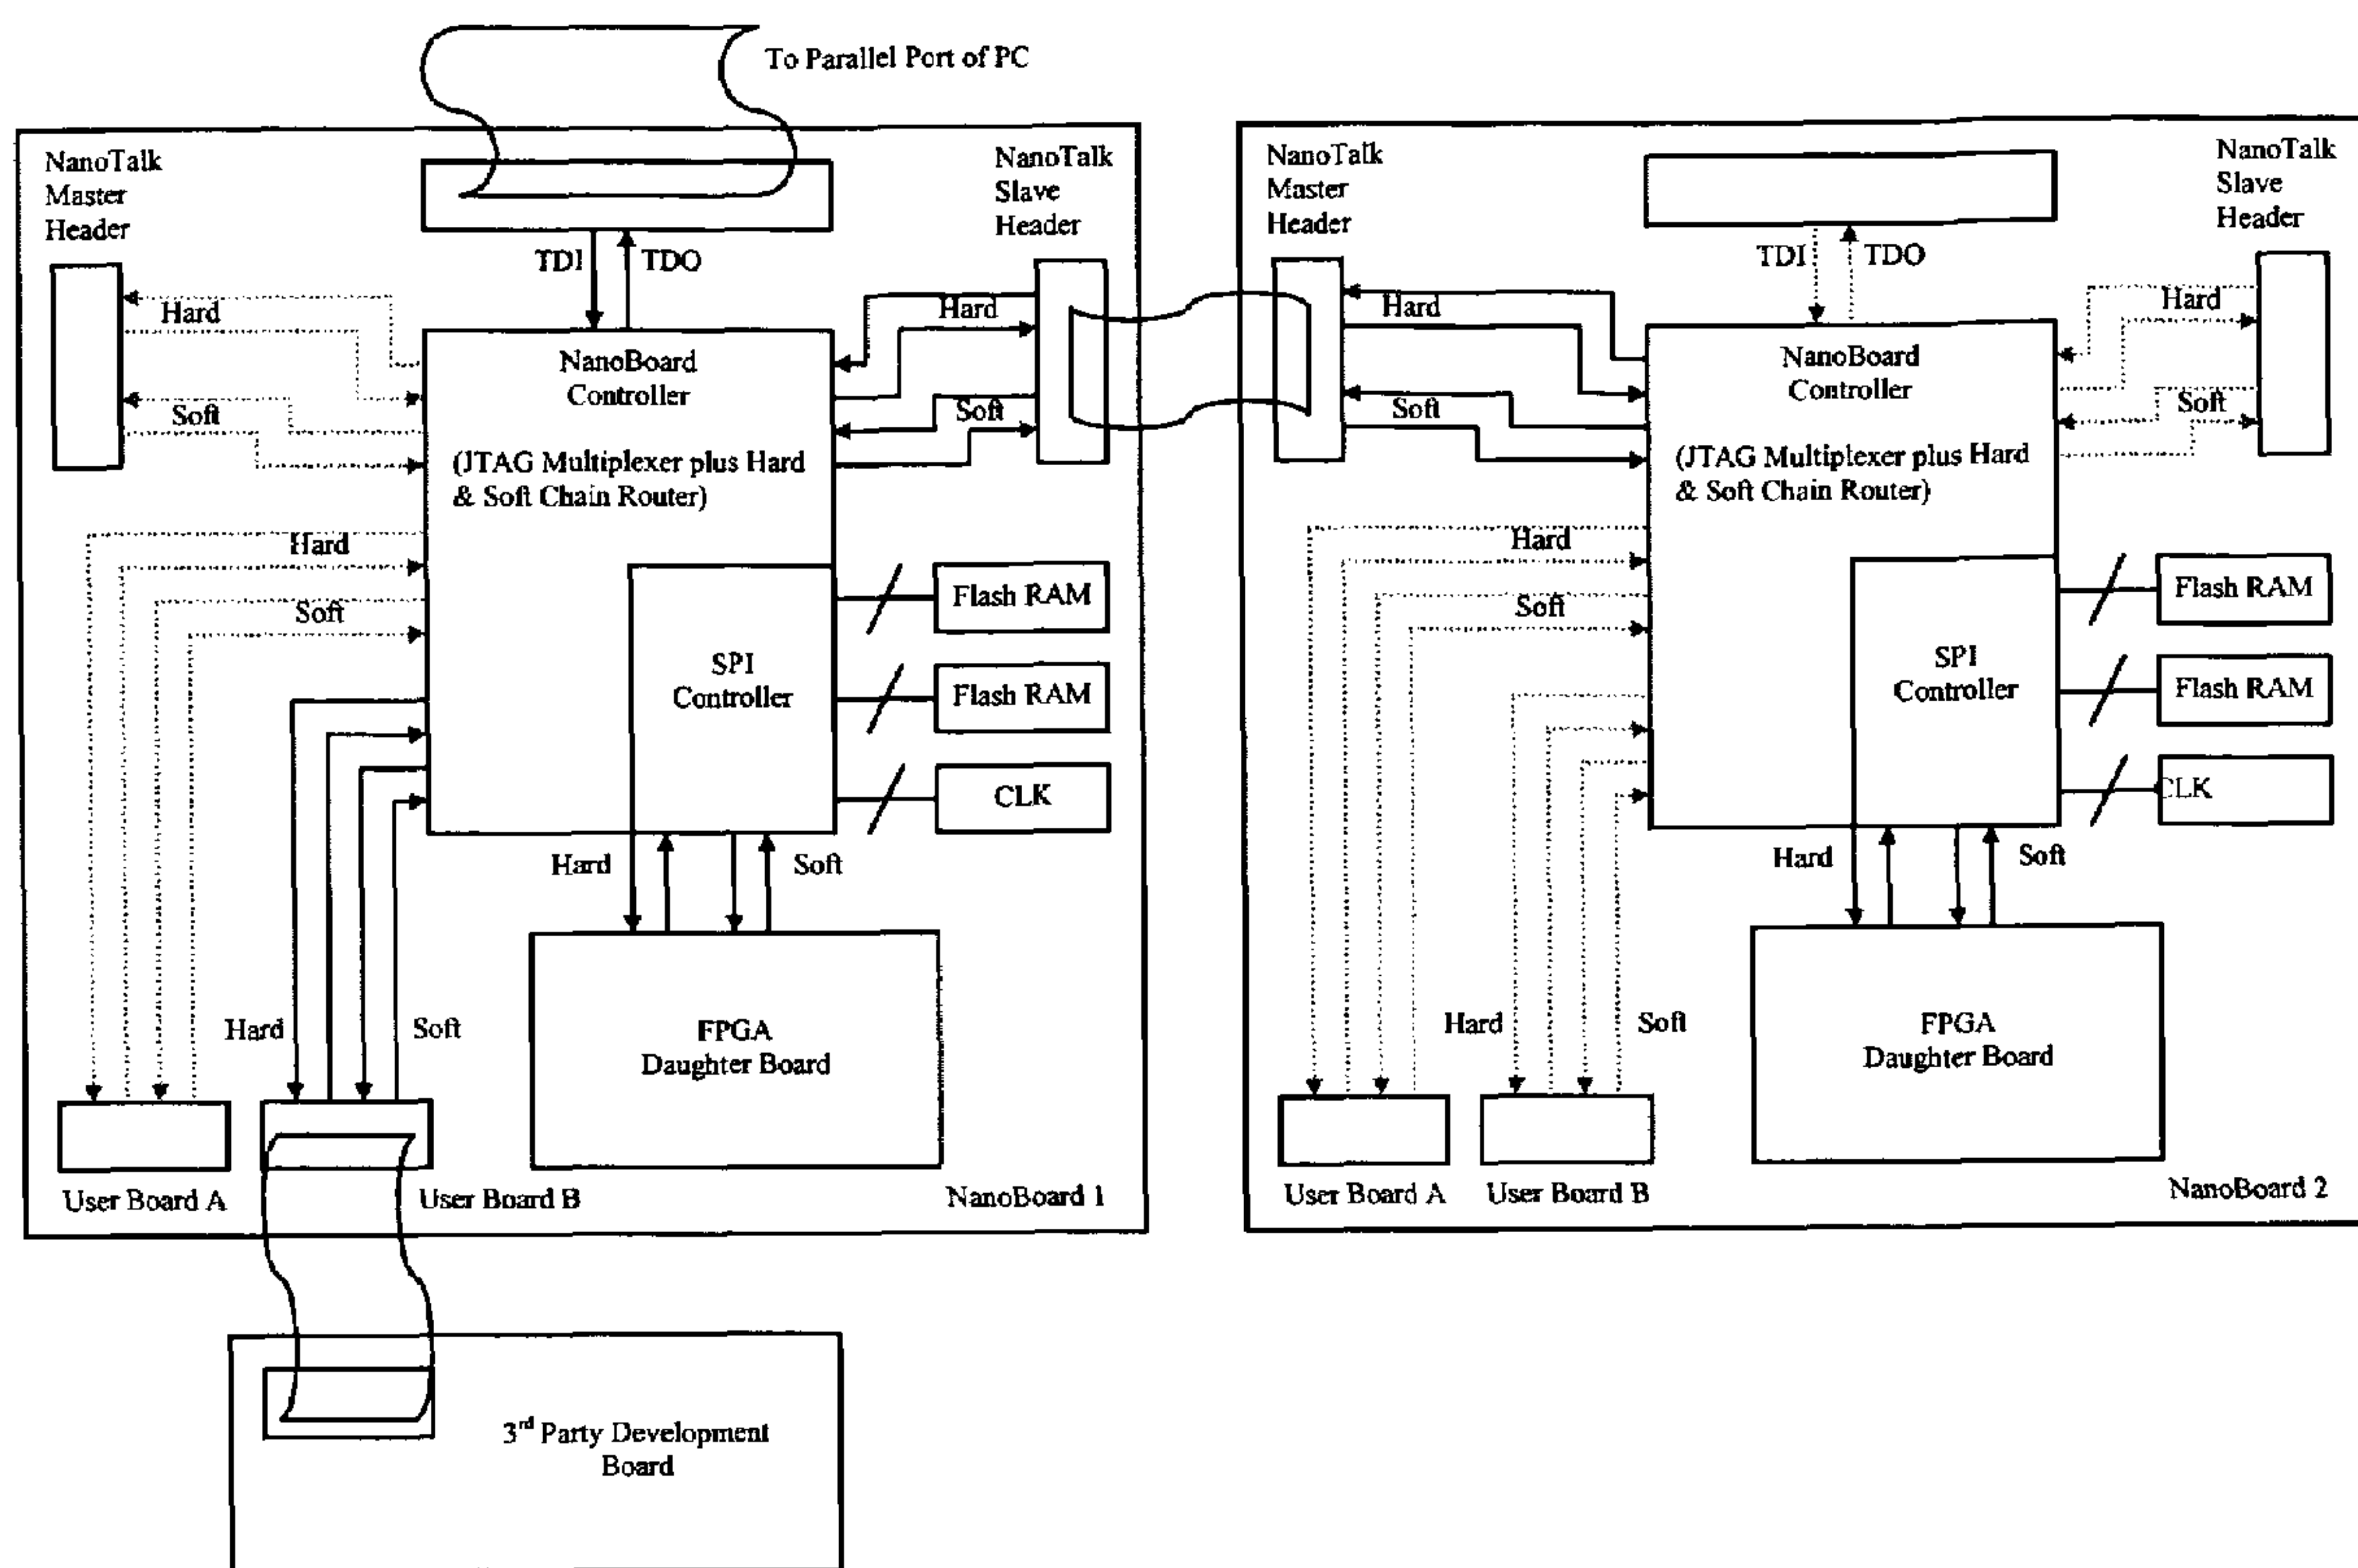 To Parallel Port of PC
NanoTalk
Master
Header
NanoTalk
Slave
Header
TDI
TDO
Hard
Soft
Hard
Soft
NanoBoard
Controller
(JTAG Multiplexer plus Hard
& Soft Chain Router)
Hard
Soft
Flash RAM
SPI
Controller
Flash RAM
CLK
Hard
Soft
Hard
Soft
FPGA
Daughter Board
User Board A
User Board B
NanoBoard 1
3rd Party Development
Board
NanoTalk
Master
Header
NanoTalk
Slave
Header
TDI
TDO
Hard
Soft
Hard
Soft
NanoBoard
Controller
(JTAG Multiplexer plus Hard
& Soft Chain Router)
Hard
Soft
Flash RAM
SPI
Controller
Flash RAM
CLK
Hard
Soft
Hard
Soft
FPGA
Daughter Board
User Board A
User Board B
NanoBoard 2